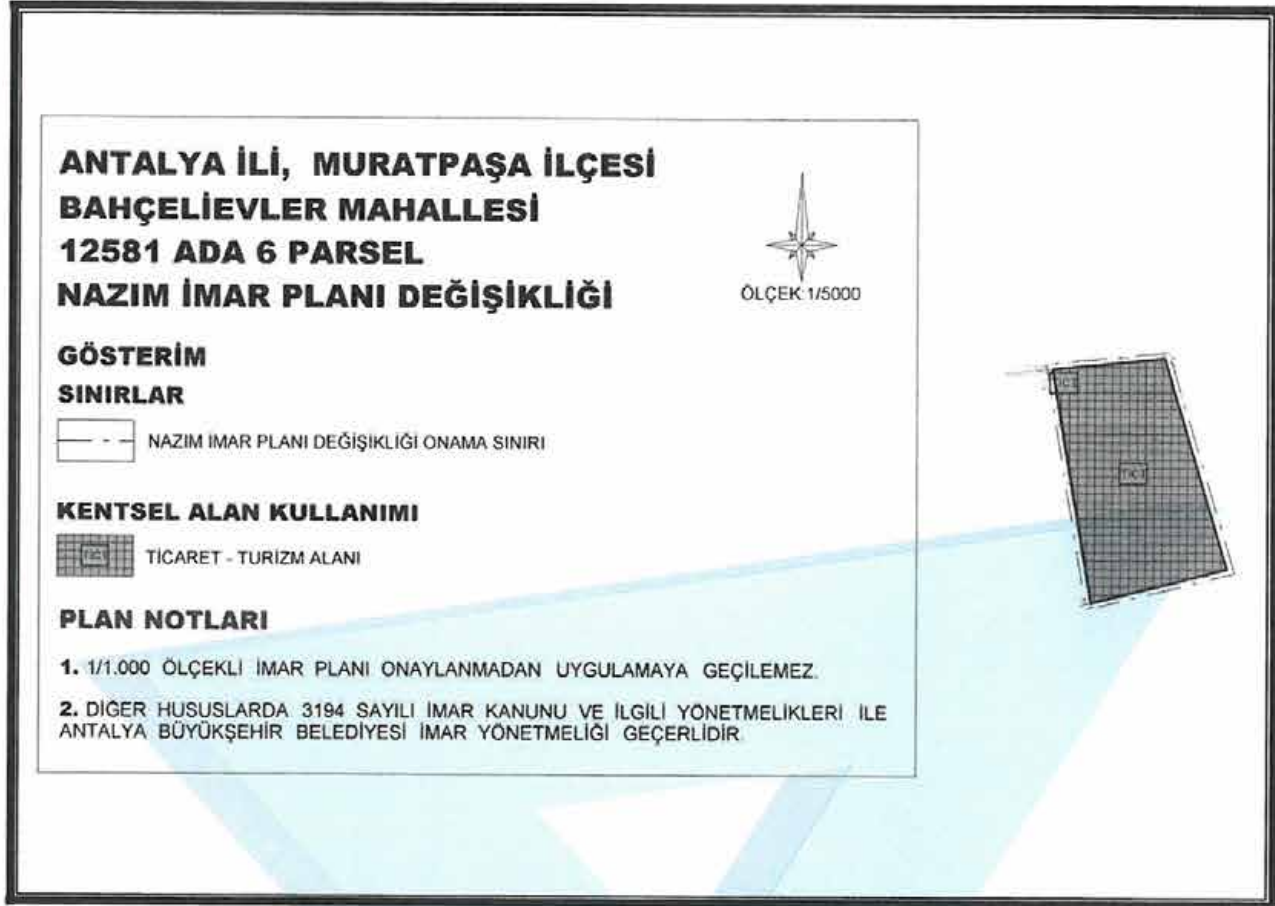 ANTALYA İLİ, MURATPAŞA İLÇESİ
BAHÇELİEVLER MAHALLESİ
12581 ADA 6 PARSEL
NAZIM İMAR PLANI DEĞİŞİKLİĞİ
ÖLÇEK:1/5000
GÖSTERİM
SINIRLAR
NAZIM İMAR PLANI DEĞİŞİKLİĞİ ONAMA SINIRI
KENTSEL ALAN KULLANIMI
TİCARET - TURİZM ALANI
PLAN NOTLARI
1. 1/1.000 ÖLÇEKLİ İMAR PLANI ONAYLANMADAN UYGULAMAYA GEÇİLEMEZ.
2. DİĞER HUSUSLARDA 3194 SAYILI İMAR KANUNU VE İLGİLİ YÖNETMELİKLERİ İLE
ANTALYA BÜYÜKŞEHİR BELEDİYESİ İMAR YÖNETMELİĞİ GEÇERLİDİR.